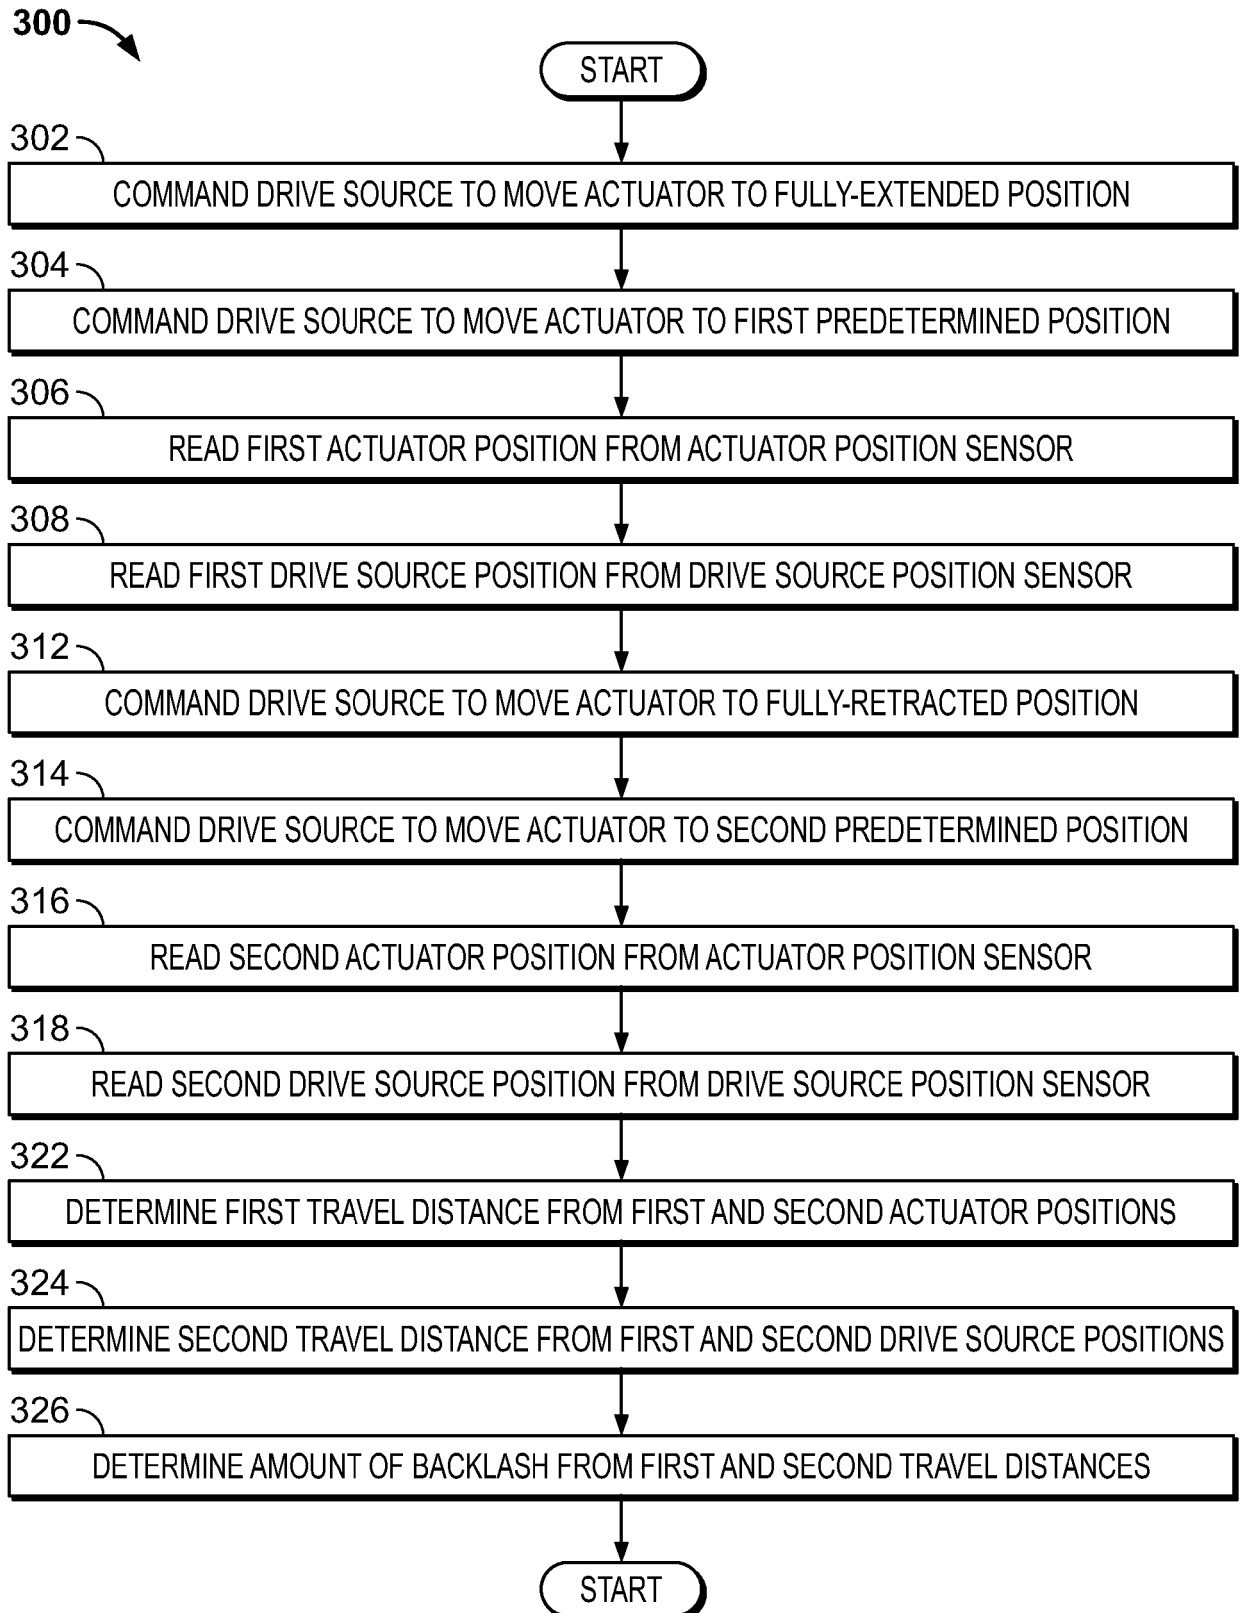 300
START
302
COMMAND DRIVE SOURCE TO MOVE ACTUATOR TO FULLY-EXTENDED POSITION
304
COMMAND DRIVE SOURCE TO MOVE ACTUATOR TO FIRST PREDETERMINED POSITION
306
READ FIRST ACTUATOR POSITION FROM ACTUATOR POSITION SENSOR
308
READ FIRST DRIVE SOURCE POSITION FROM DRIVE SOURCE POSITION SENSOR
312
COMMAND DRIVE SOURCE TO MOVE ACTUATOR TO FULLY-RETRACTED POSITION
314
COMMAND DRIVE SOURCE TO MOVE ACTUATOR TO SECOND PREDETERMINED POSITION
316
READ SECOND ACTUATOR POSITION FROM ACTUATOR POSITION SENSOR
318
READ SECOND DRIVE SOURCE POSITION FROM DRIVE SOURCE POSITION SENSOR
322
DETERMINE FIRST TRAVEL DISTANCE FROM FIRST AND SECOND ACTUATOR POSITIONS
324
DETERMINE SECOND TRAVEL DISTANCE FROM FIRST AND SECOND DRIVE SOURCE POSITIONS
326
DETERMINE AMOUNT OF BACKLASH FROM FIRST AND SECOND TRAVEL DISTANCES
START